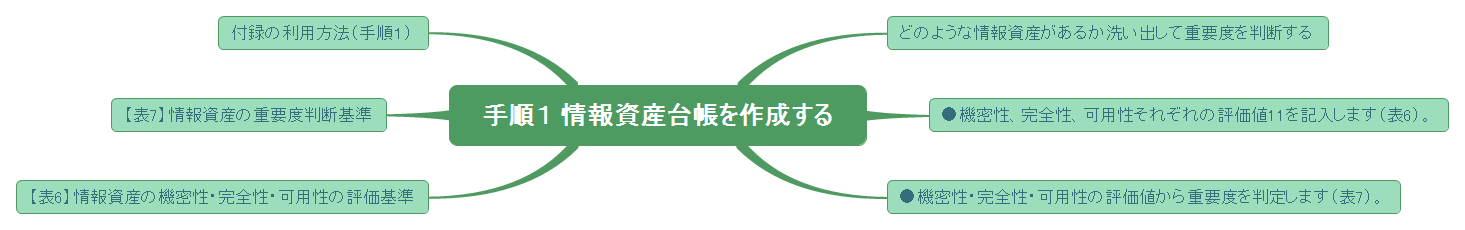 手順１ 情報資産台帳を作成する
どのような情報資産があるか洗い出して重要度を判断する
●機密性、完全性、可用性それぞれの評価値11を記入します（表6）。
●機密性・完全性・可用性の評価値から重要度を判定します（表7）。
付録の利用方法（手順1）
【表7】情報資産の重要度判断基準
【表6】情報資産の機密性・完全性・可用性の評価基準